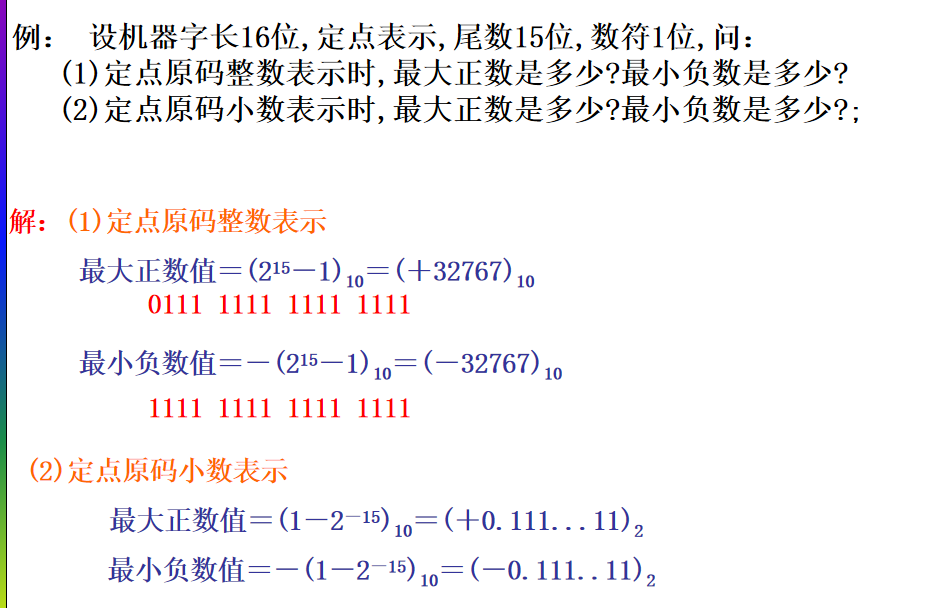 例： 设机器字长16位,定点表示,尾数15位,数符1位,问：
(1)定点原码整数表示时,最大正数是多少?最小负数是多少?
(2)定点原码小数表示时,最大正数是多少?最小负数是多少?;
解：(1)定点原码整数表示
最大正数值＝(2¹⁵－1)₁₀＝(＋32767)₁₀
0111 1111 1111 1111
最小负数值＝－(2¹⁵－1)₁₀＝(－32767)₁₀
1111 1111 1111 1111
(2)定点原码小数表示
最大正数值＝(1－2⁻¹⁵)₁₀＝(＋0.111...11)₂
最小负数值＝－(1－2⁻¹⁵)₁₀＝(－0.111..11)₂